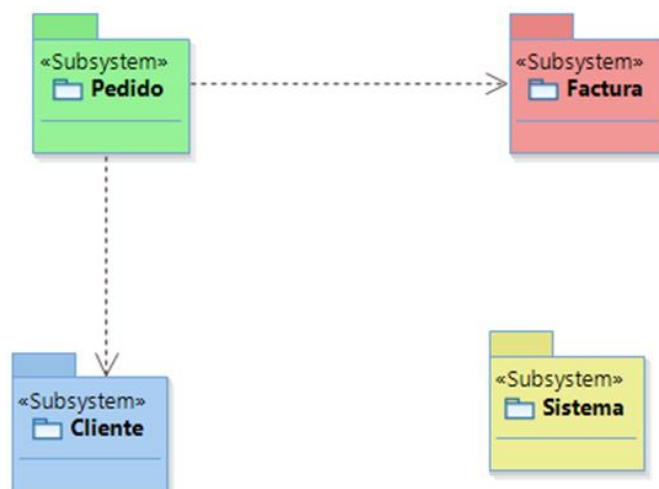 «Subsystem»
Pedido
«Subsystem»
Factura
«Subsystem»
Cliente
«Subsystem»
Sistema